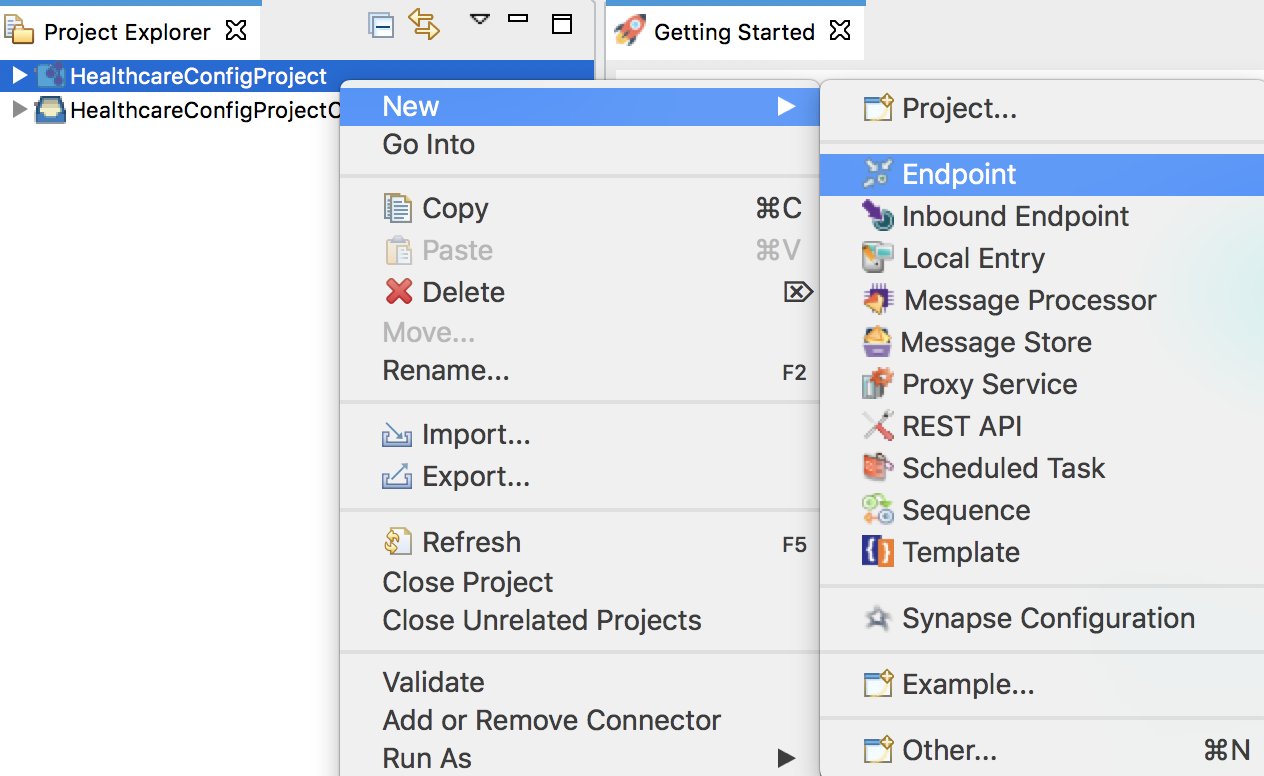 Project Explorer
Getting Started
HealthcareConfigProject
HealthcareConfigProjectC
New
Go Into
Copy ⌘C
Paste ⌘V
Delete ⌦
Move...
Rename... F2
Import...
Export...
Refresh F5
Close Project
Close Unrelated Projects
Validate
Add or Remove Connector
Run As
Project...
Endpoint
Inbound Endpoint
Local Entry
Message Processor
Message Store
Proxy Service
REST API
Scheduled Task
Sequence
Template
Synapse Configuration
Example...
Other... ⌘N